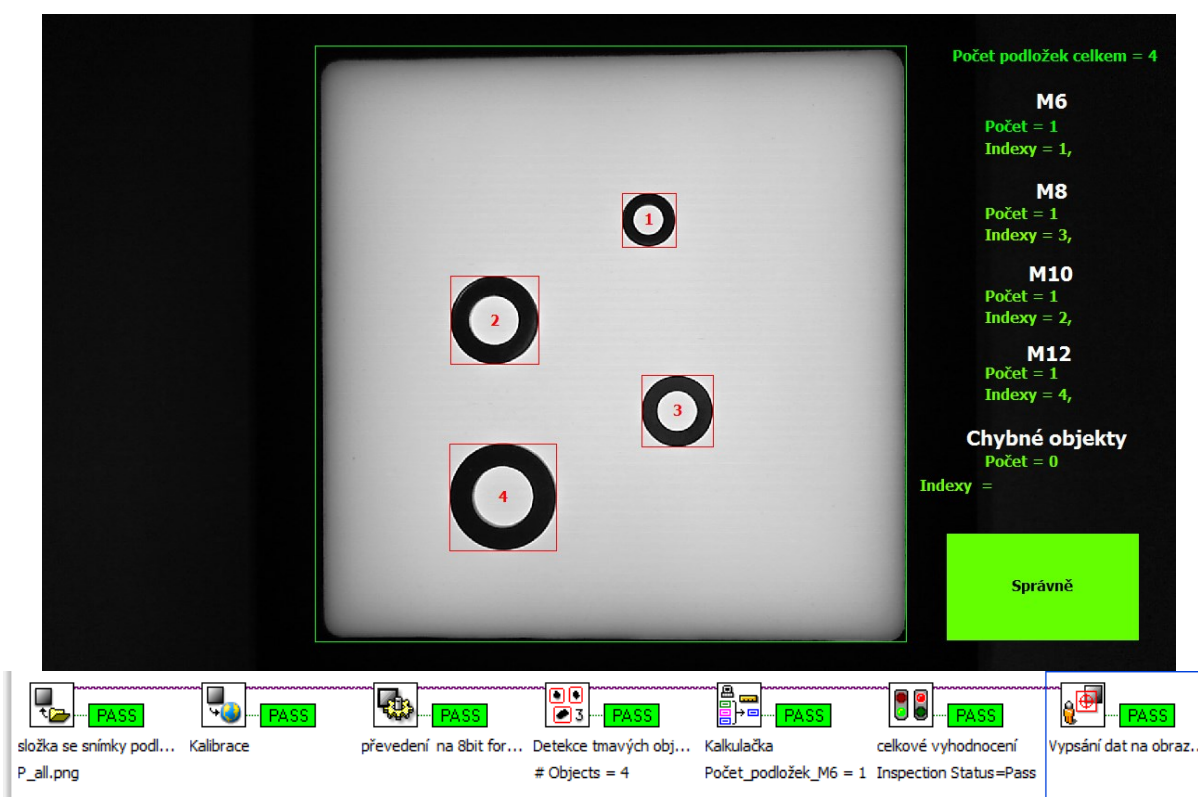 Počet podložek celkem = 4
M6
Počet = 1
Indexy = 1,
M8
Počet = 1
Indexy = 3,
M10
Počet = 1
Indexy = 2,
M12
Počet = 1
Indexy = 4,
Chybné objekty
Počet = 0
Indexy =
Správně
1
2
3
4
3
PASS PASS PASS PASS PASS PASS PASS
složka se snímky podl... Kalibrace převedení na 8bit for... Detekce tmavých obj... Kalkulačka celkové vyhodnocení Vypsání dat na obraz...
P_all.png # Objects = 4 Počet_podložek_M6 = 1 Inspection Status=Pass